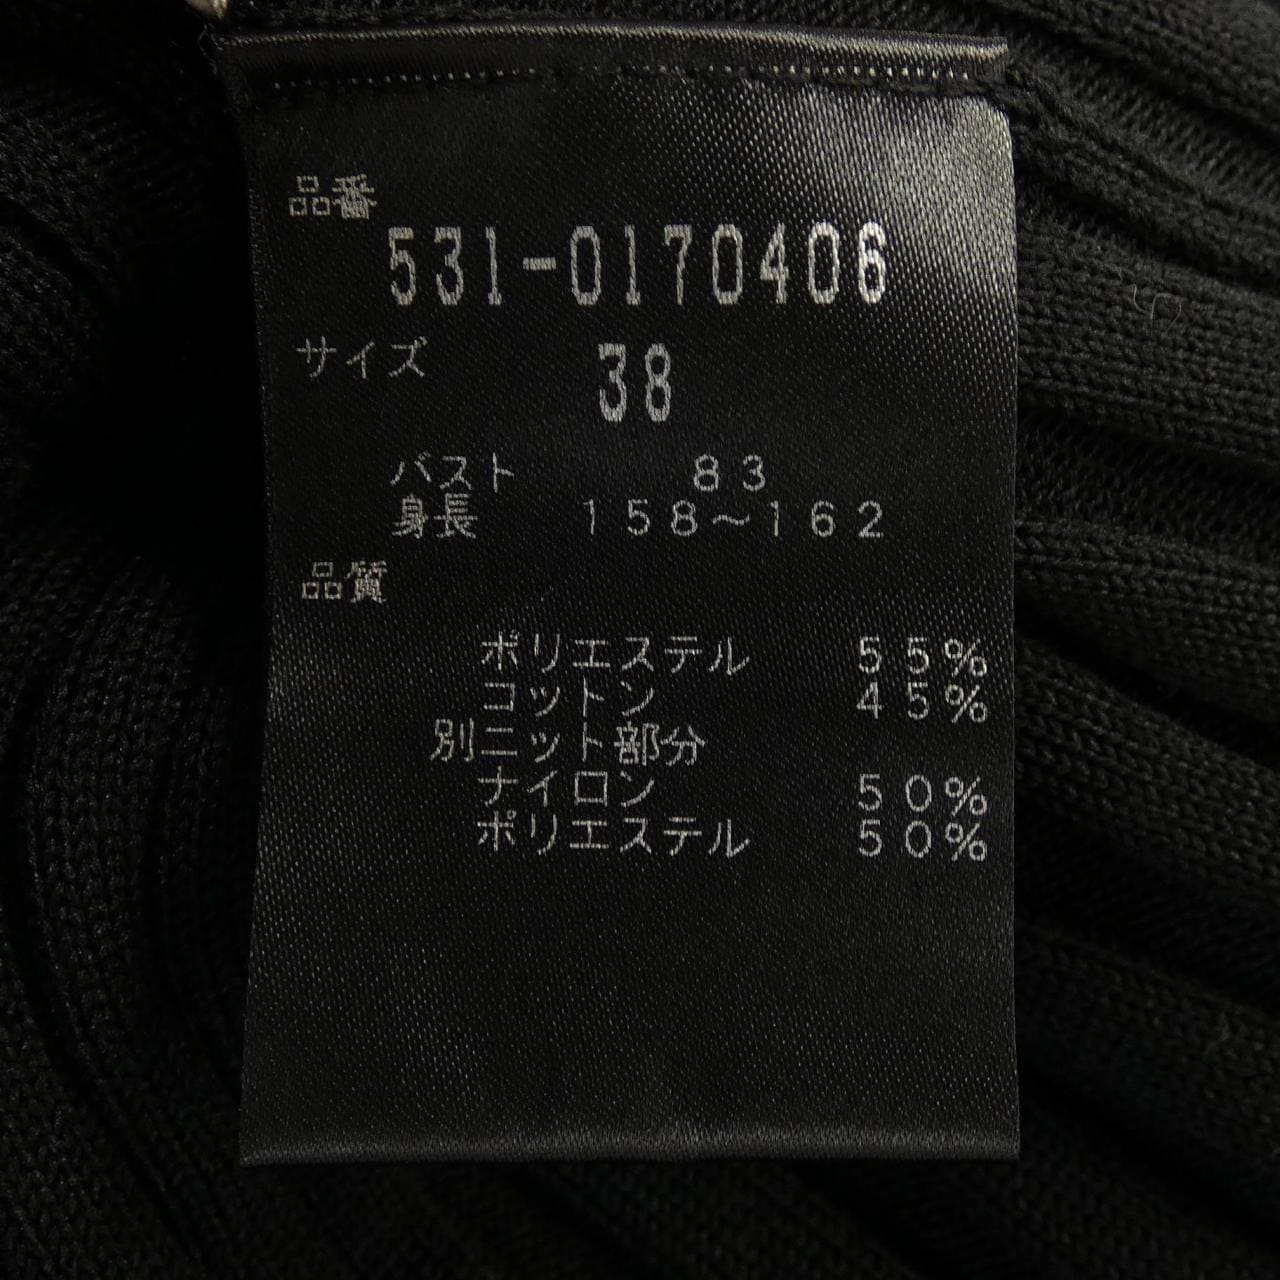 品番
531-0170406
サイズ 38
バスト 83
身長 158～162
品質
ポリエステル 55%
コットン 45%
別ニット部分
ナイロン 50%
ポリエステル 50%